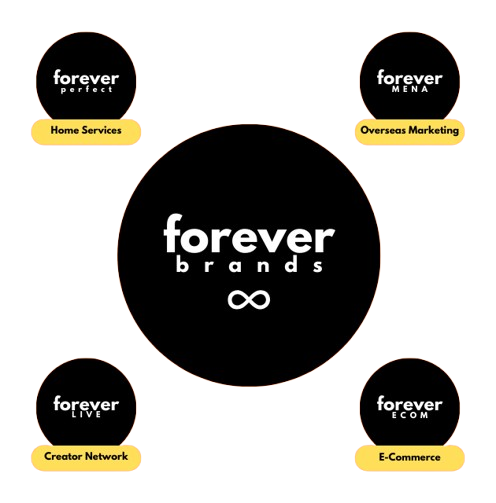 forever
perfect
Home Services
forever
MENA
Overseas Marketing
forever
brands
forever
LIVE
Creator Network
forever
ECOM
E-Commerce